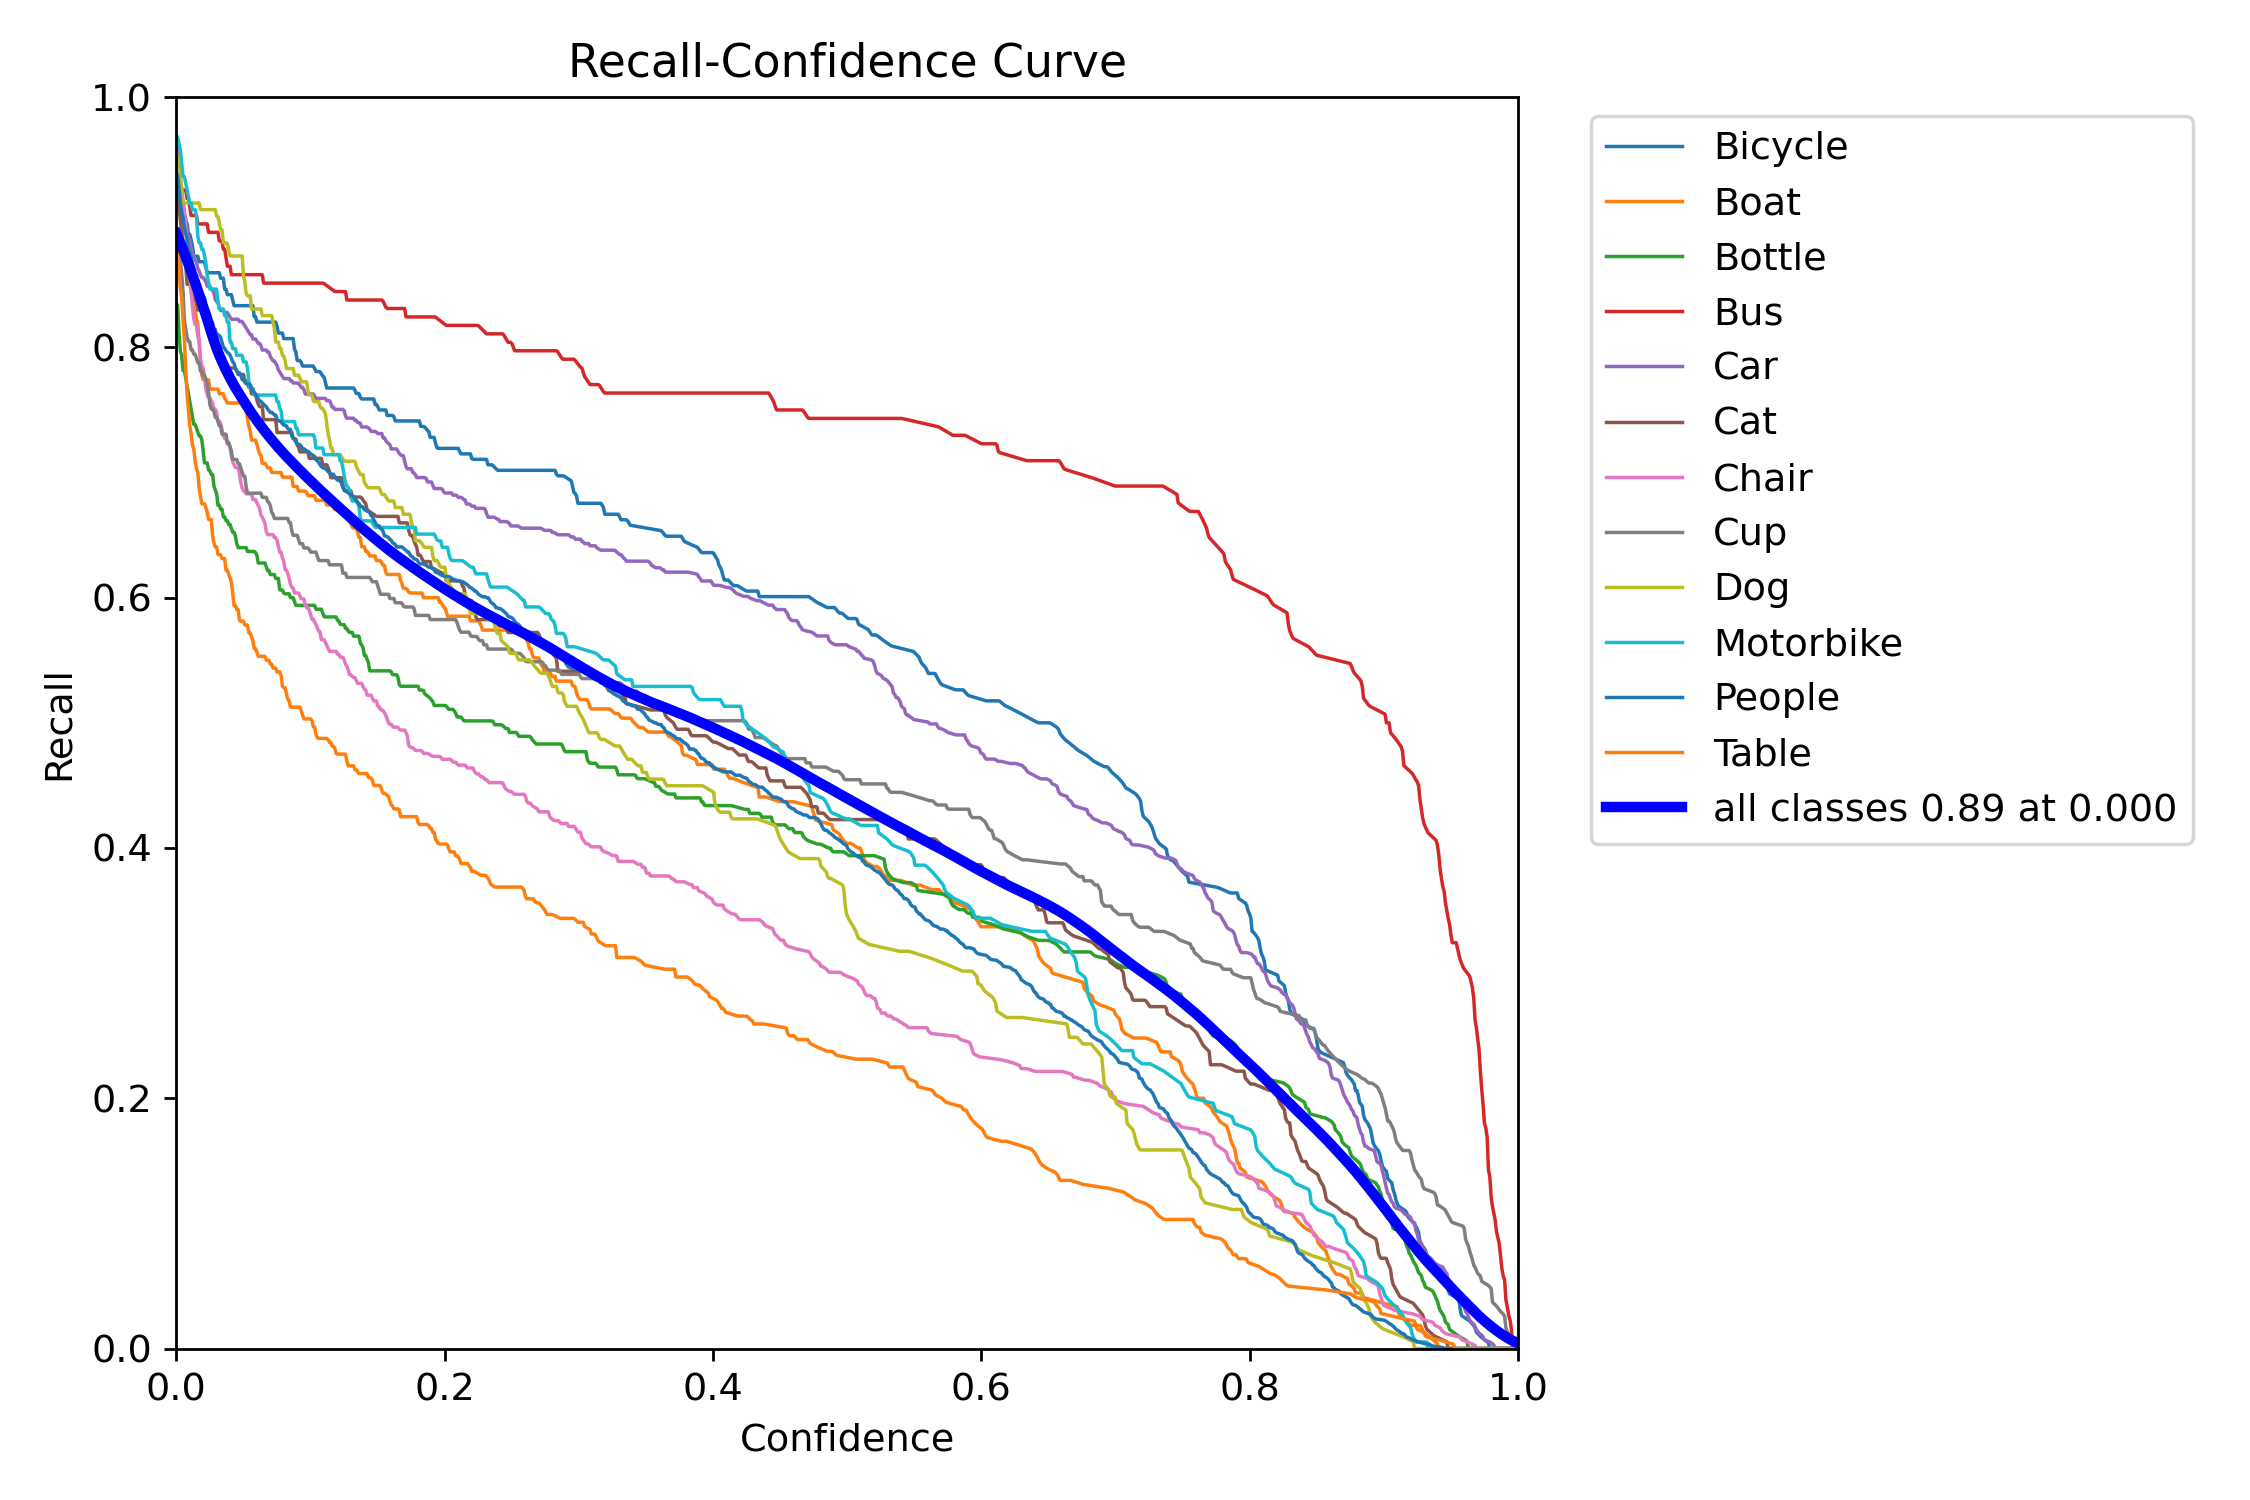 Recall-Confidence Curve
1.0
0.8
0.6
0.4
0.2
0.0
Recall
0.0 0.2 0.4 0.6 0.8 1.0
Confidence
Bicycle
Boat
Bottle
Bus
Car
Cat
Chair
Cup
Dog
Motorbike
People
Table
all classes 0.89 at 0.000